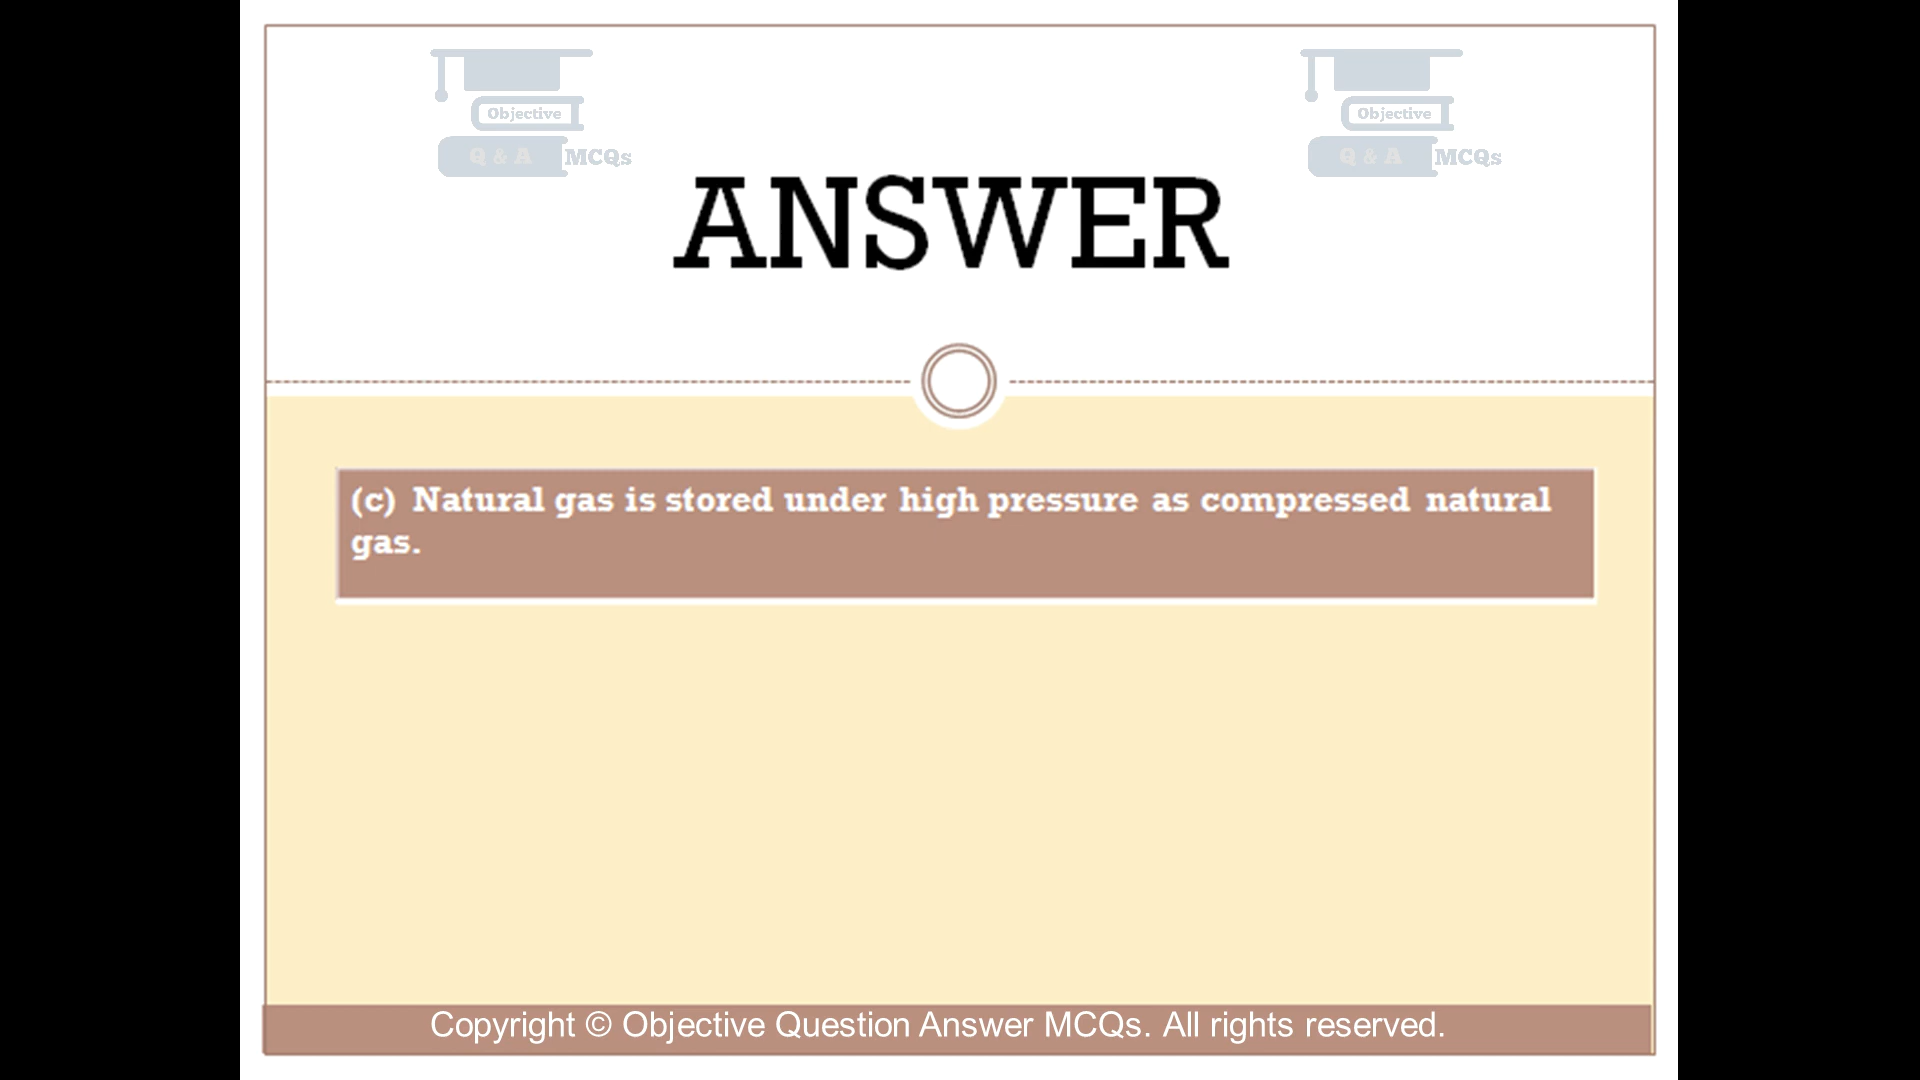 Objective
Q & A MCQs
Objective
Q & A MCQs
ANSWER
(c) Natural gas is stored under high pressure as compressed natural
gas.
Copyright © Objective Question Answer MCQs. All rights reserved.